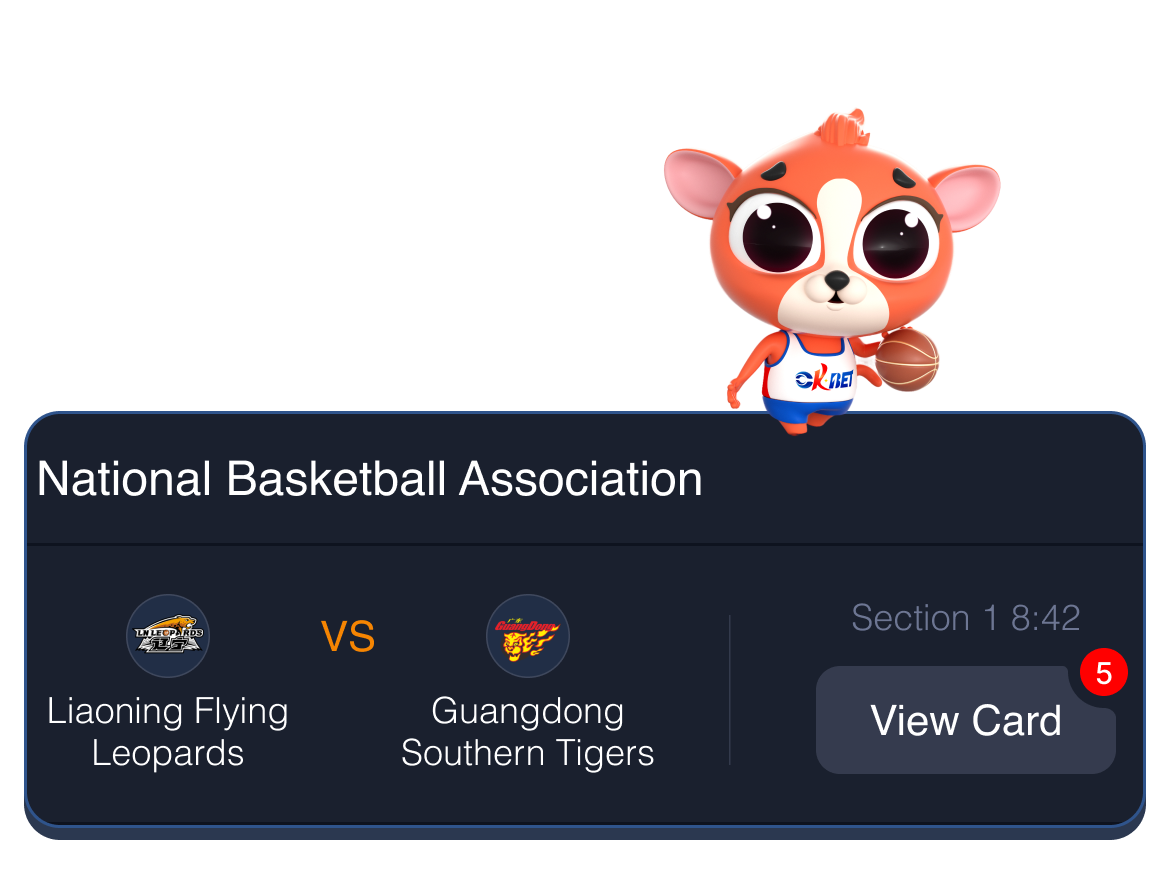 OKBET
National Basketball Association
LN LEOPARDS
VS
GuangDong
Liaoning Flying
Leopards
Guangdong
Southern Tigers
Section 1 8:42
5
View Card